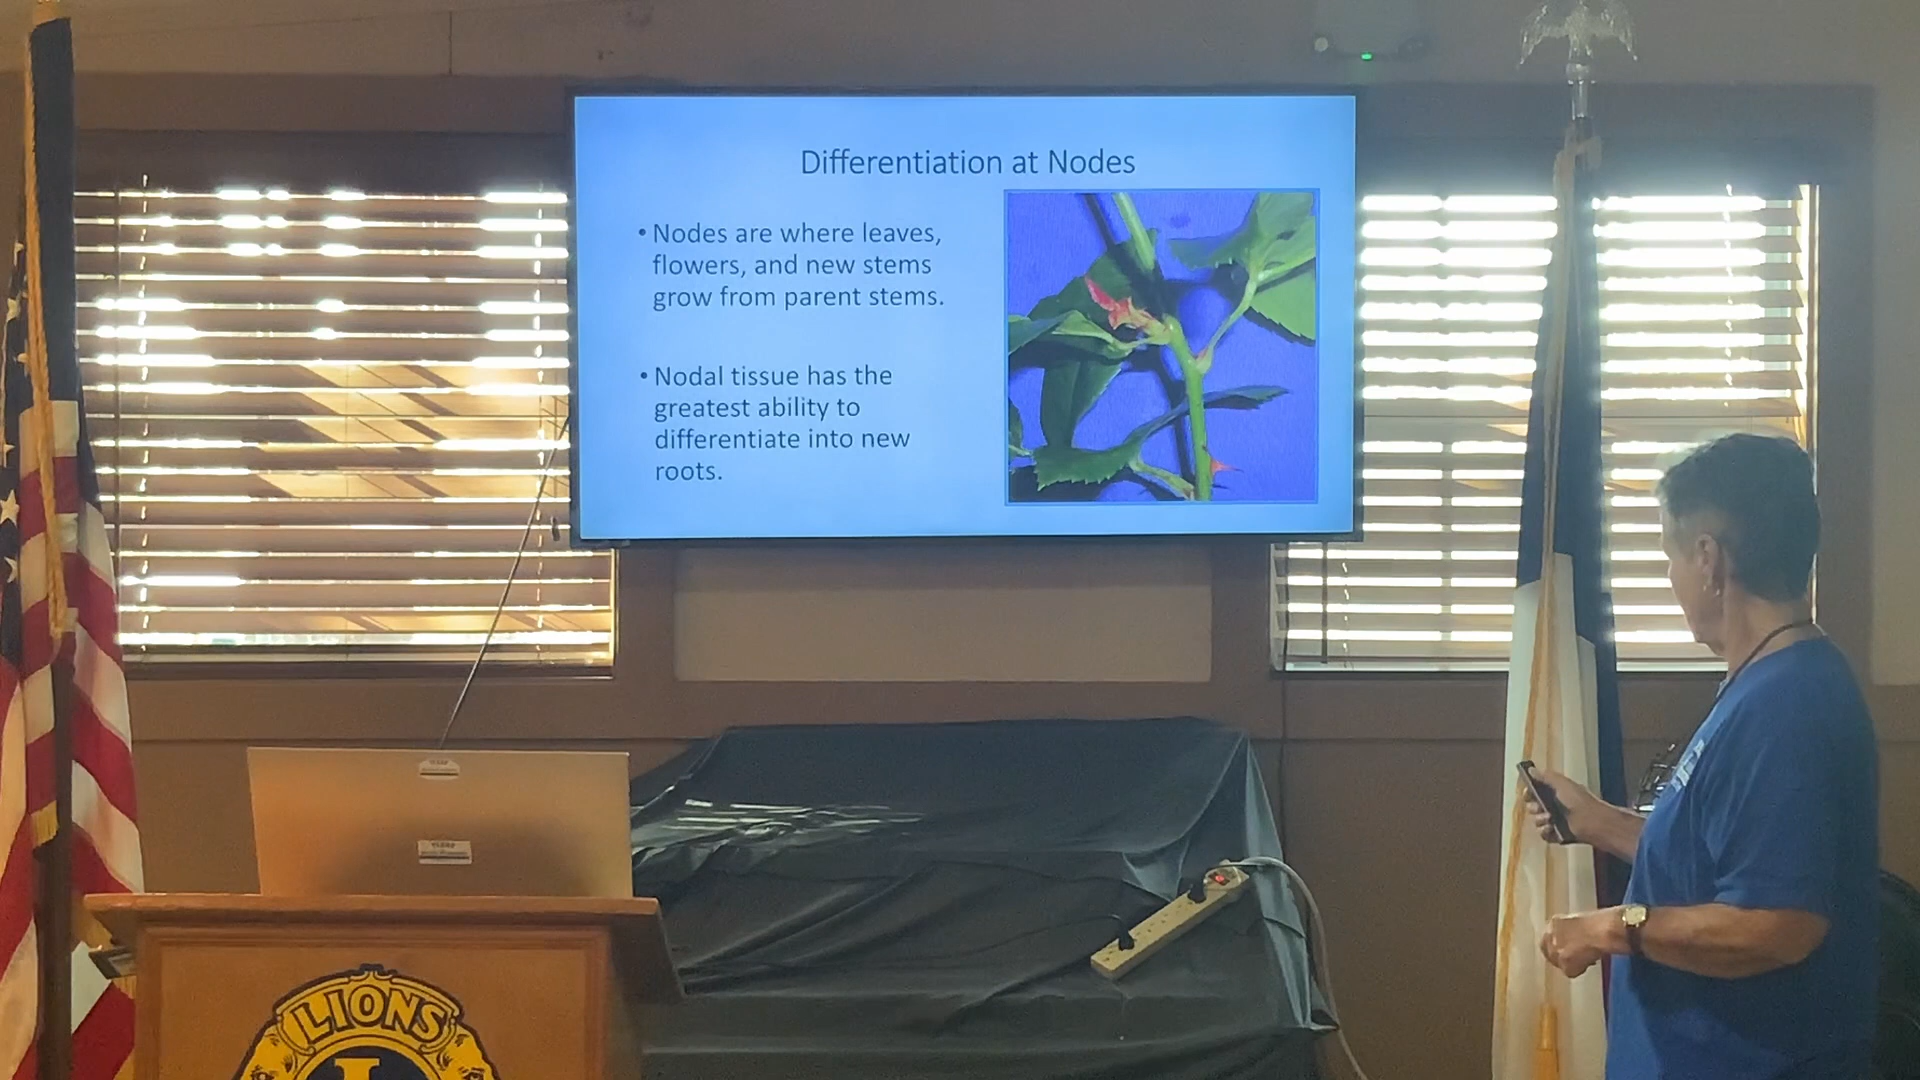 Differentiation at Nodes
• Nodes are where leaves,
flowers, and new stems
grow from parent stems.
• Nodal tissue has the
greatest ability to
differentiate into new
roots.
LIONS
L